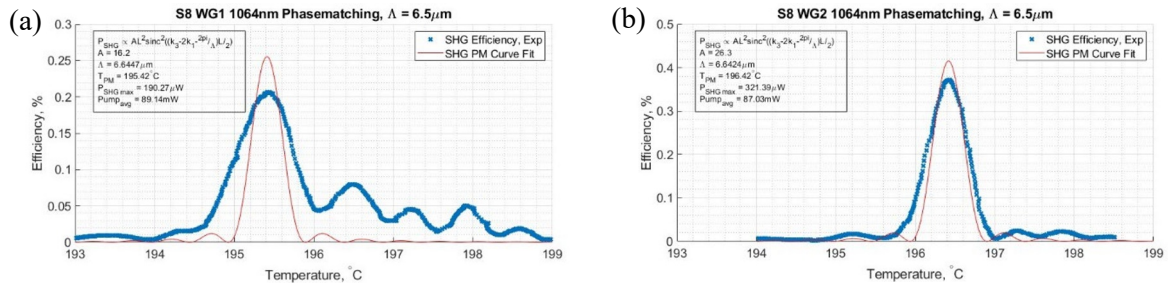 (a)
S8 WG1 1064nm Phasematching, Λ = 6.5μm
P_SHG ∝ AL²sinc²((k₃-2k₁-2pi/Λ)L/2)
A = 16.2
Λ = 6.6447μm
T_PM = 195.42°C
P_SHG max = 190.27μW
Pump_avg = 89.14mW
SHG Efficiency, Exp
SHG PM Curve Fit
Efficiency, %
0.3
0.25
0.2
0.15
0.1
0.05
0
193 194 195 196 197 198 199
Temperature, °C
(b)
S8 WG2 1064nm Phasematching, Λ = 6.5μm
P_SHG ∝ AL²sinc²((k₃-2k₁-2pi/Λ)L/2)
A = 26.3
Λ = 6.6424μm
T_PM = 196.42°C
P_SHG max = 321.39μW
Pump_avg = 87.03mW
SHG Efficiency, Exp
SHG PM Curve Fit
Efficiency, %
0.5
0.4
0.3
0.2
0.1
0
193 194 195 196 197 198 199
Temperature, °C